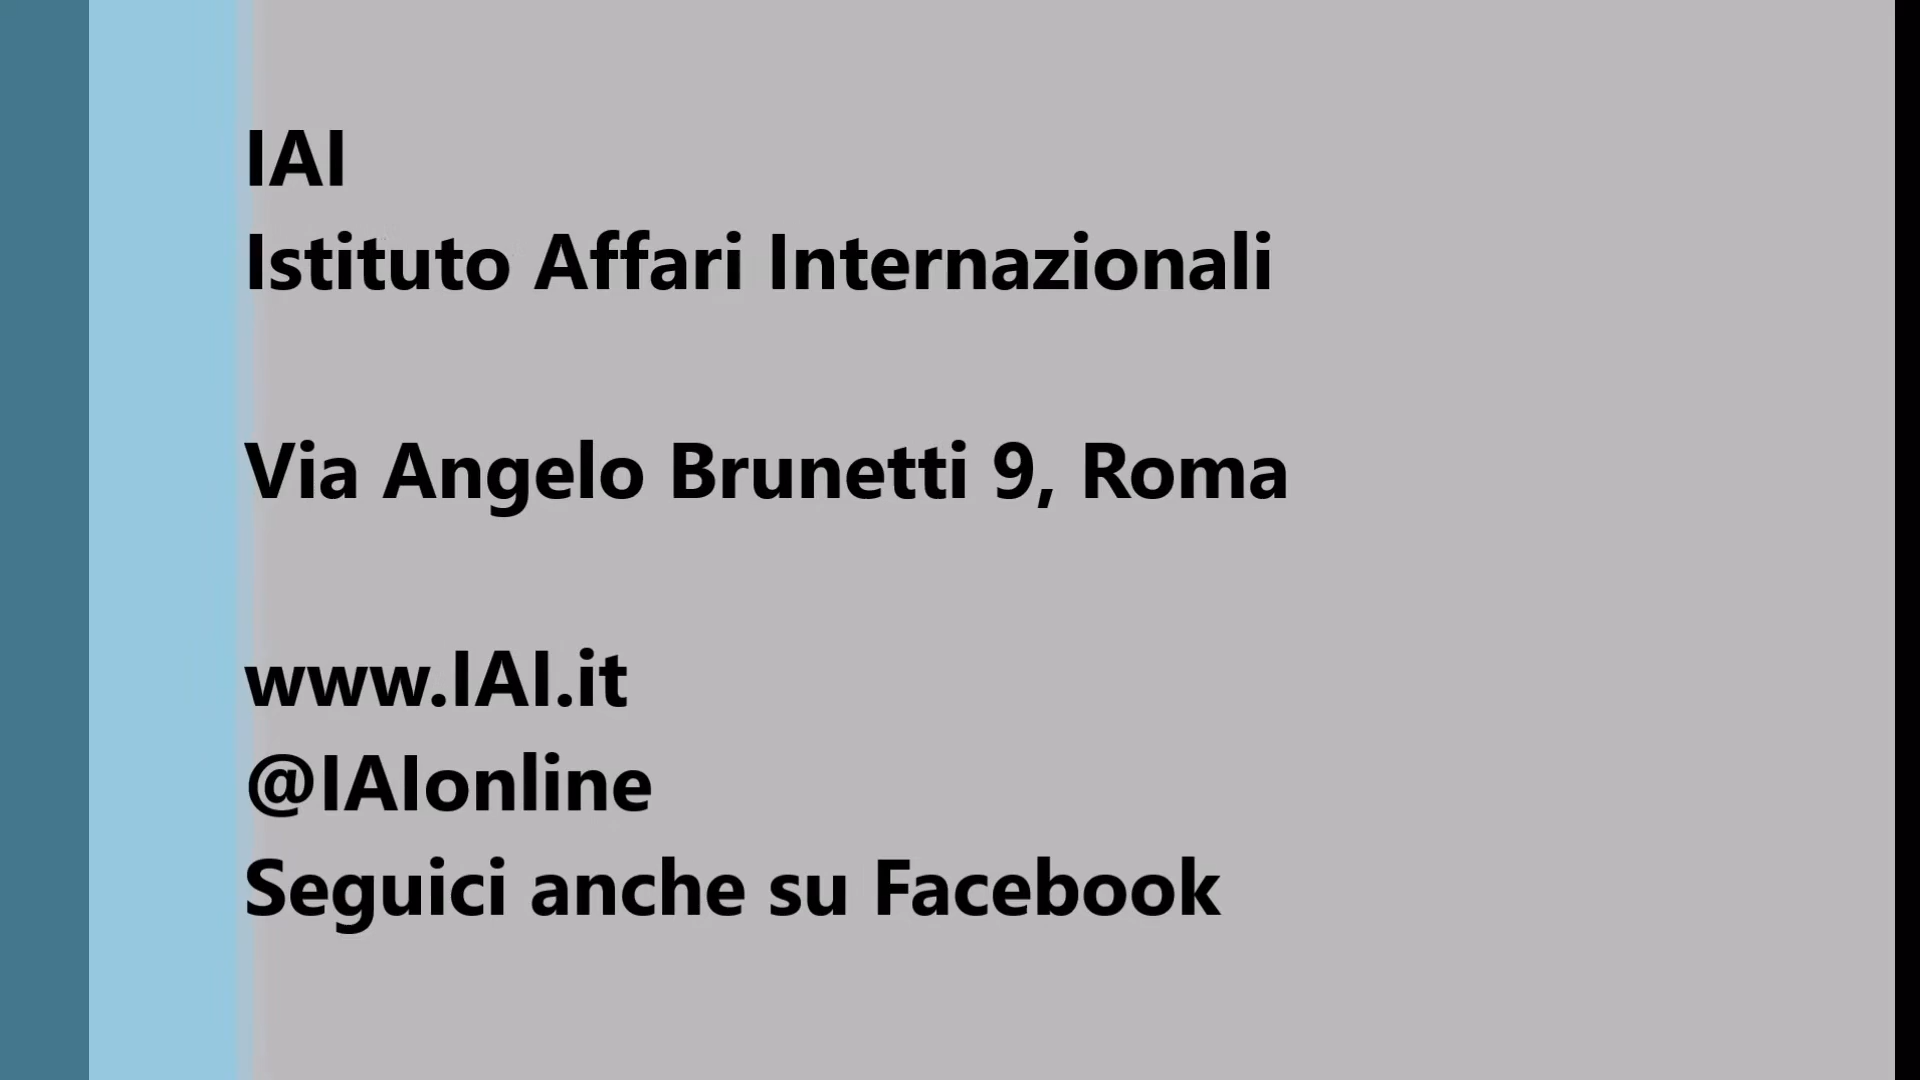 IAI
Istituto Affari Internazionali
Via Angelo Brunetti 9, Roma
www.IAI.it
@IAIonline
Seguici anche su Facebook